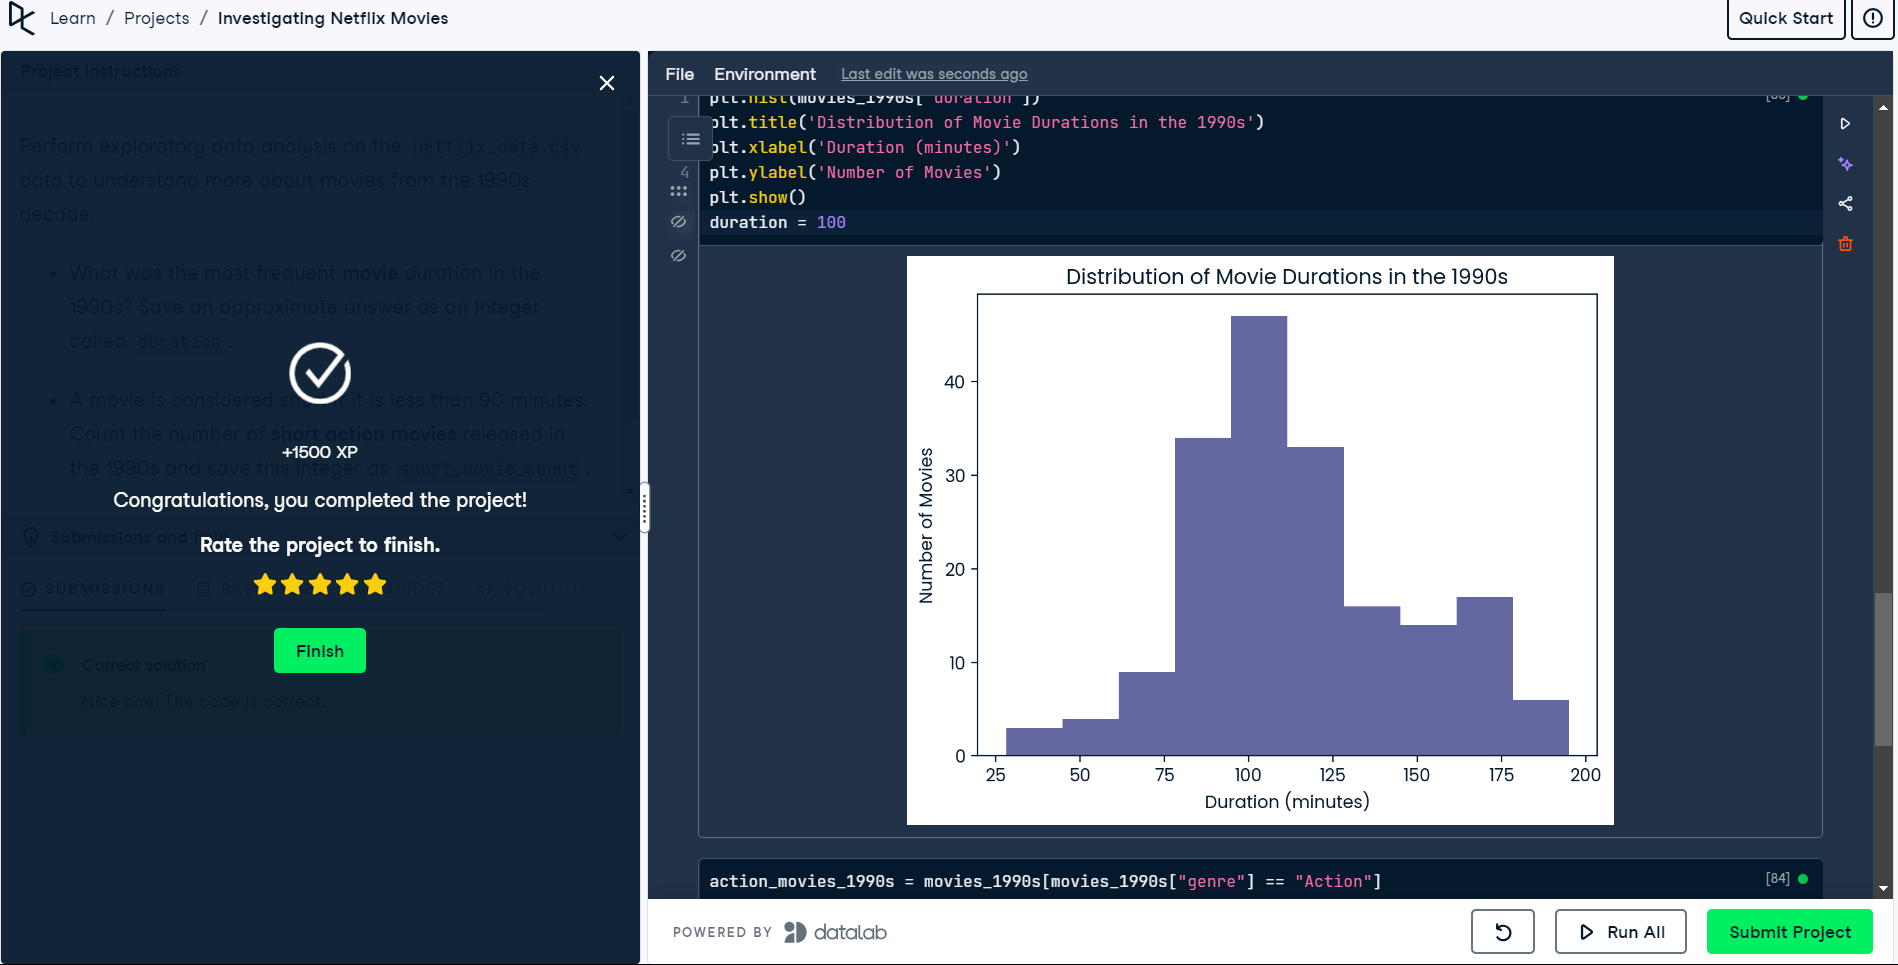 Learn / Projects / Investigating Netflix Movies
Quick Start
Project Instructions
Perform exploratory data analysis on the netflix_data.csv
data to understand more about movies from the 1990s
decade.
• What was the most frequent movie duration in the
1990s? Save an approximate answer as an integer
called duration .
• A movie is considered short if it is less than 90 minutes.
Count the number of short action movies released in
the 1990s and save this integer as short_movie_count .
+1500 XP
Congratulations, you completed the project!
Submissions and
Rate the project to finish.
SUBMISSIONS
GUIDES
SOLUTION
Finish
Correct solution
Nice one! The code is correct.
File Environment Last edit was seconds ago
1 plt.hist(movies_1990s["duration"])
plt.title('Distribution of Movie Durations in the 1990s')
plt.xlabel('Duration (minutes)')
4 plt.ylabel('Number of Movies')
plt.show()
duration = 100
Distribution of Movie Durations in the 1990s
40
30
20
10
0
Number of Movies
25 50 75 100 125 150 175 200
Duration (minutes)
action_movies_1990s = movies_1990s[movies_1990s["genre"] == "Action"]
[84]
POWERED BY datalab
Run All
Submit Project